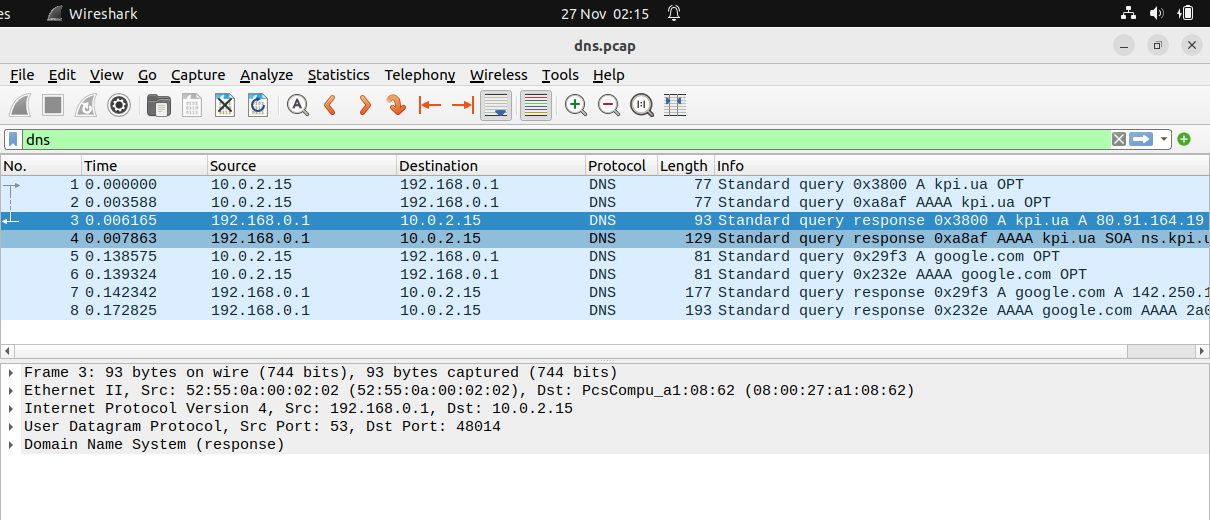 es Wireshark 27 Nov 02:15
dns.pcap
File Edit View Go Capture Analyze Statistics Telephony Wireless Tools Help
dns
No. Time Source Destination Protocol Length Info
1 0.000000 10.0.2.15 192.168.0.1 DNS 77 Standard query 0x3800 A kpi.ua OPT
2 0.003588 10.0.2.15 192.168.0.1 DNS 77 Standard query 0xa8af AAAA kpi.ua OPT
3 0.006165 192.168.0.1 10.0.2.15 DNS 93 Standard query response 0x3800 A kpi.ua A 80.91.164.19
4 0.007863 192.168.0.1 10.0.2.15 DNS 129 Standard query response 0xa8af AAAA kpi.ua SOA ns.kpi.u
5 0.138575 10.0.2.15 192.168.0.1 DNS 81 Standard query 0x29f3 A google.com OPT
6 0.139324 10.0.2.15 192.168.0.1 DNS 81 Standard query 0x232e AAAA google.com OPT
7 0.142342 192.168.0.1 10.0.2.15 DNS 177 Standard query response 0x29f3 A google.com A 142.250.1
8 0.172825 192.168.0.1 10.0.2.15 DNS 193 Standard query response 0x232e AAAA google.com AAAA 2a0
Frame 3: 93 bytes on wire (744 bits), 93 bytes captured (744 bits)
Ethernet II, Src: 52:55:0a:00:02:02 (52:55:0a:00:02:02), Dst: PcsCompu_a1:08:62 (08:00:27:a1:08:62)
Internet Protocol Version 4, Src: 192.168.0.1, Dst: 10.0.2.15
User Datagram Protocol, Src Port: 53, Dst Port: 48014
Domain Name System (response)